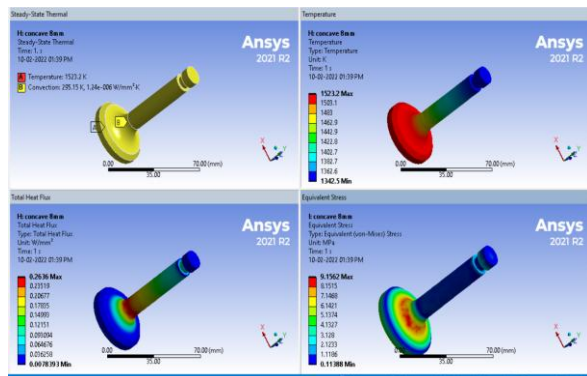 Steady-State Thermal
H: concave 8mm
Steady-State Thermal
Time: 1. s
10-02-2022 01:39 PM
A Temperature: 1523.2 K
B Convection: 295.15 K, 1.24e-006 W/mm²·K
Ansys
2021 R2
A
B
0.00
70.00 (mm)
35.00
X
Y
Z
Temperature
H: concave 8mm
Temperature
Type: Temperature
Unit: K
Time: 1 s
10-02-2022 01:39 PM
1523.2 Max
1503.1
1483
1462.9
1442.9
1422.8
1402.7
1382.6
1362.6
1342.5 Min
Ansys
2021 R2
0.00
70.00 (mm)
35.00
X
Y
Z
Total Heat Flux
H: concave 8mm
Total Heat Flux
Type: Total Heat Flux
Unit: W/mm²
Time: 1 s
10-02-2022 01:39 PM
0.2636 Max
0.23518
0.20677
0.17835
0.14993
0.12151
0.093094
0.064676
0.036258
0.0078393 Min
Ansys
2021 R2
0.00
70.00 (mm)
35.00
X
Y
Z
Equivalent Stress
I: concave 8mm
Equivalent Stress
Type: Equivalent (von-Mises) Stress
Unit: MPa
Time: 1 s
10-02-2022 01:39 PM
9.1562 Max
8.1515
7.1468
6.1421
5.1374
4.1327
3.128
2.1233
1.1186
0.11388 Min
Ansys
2021 R2
0.00
70.00 (mm)
35.00
X
Y
Z